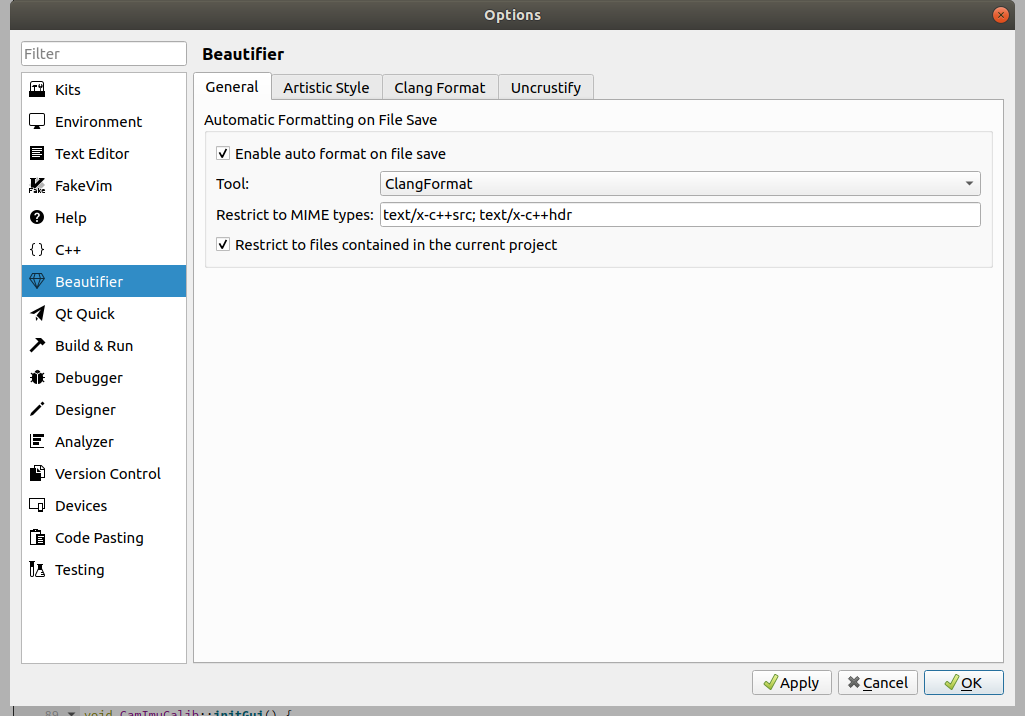 Options
Filter
Beautifier
Kits
Environment
Text Editor
FakeVim
Help
C++
Beautifier
Qt Quick
Build & Run
Debugger
Designer
Analyzer
Version Control
Devices
Code Pasting
Testing
General Artistic Style Clang Format Uncrustify
Automatic Formatting on File Save
Enable auto format on file save
Tool: ClangFormat
Restrict to MIME types: text/x-c++src; text/x-c++hdr
Restrict to files contained in the current project
Apply Cancel OK
89 void CamImuCalib::initGui() {